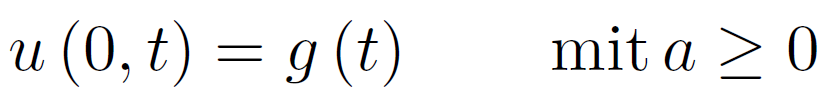 u (0, t) = g (t) mit a ≥ 0